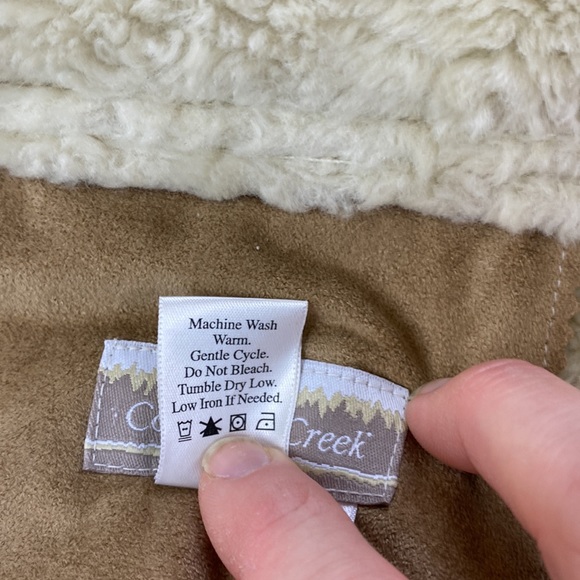 Machine Wash
Warm.
Gentle Cycle.
Do Not Bleach.
Tumble Dry Low.
Low Iron If Needed.
Creek